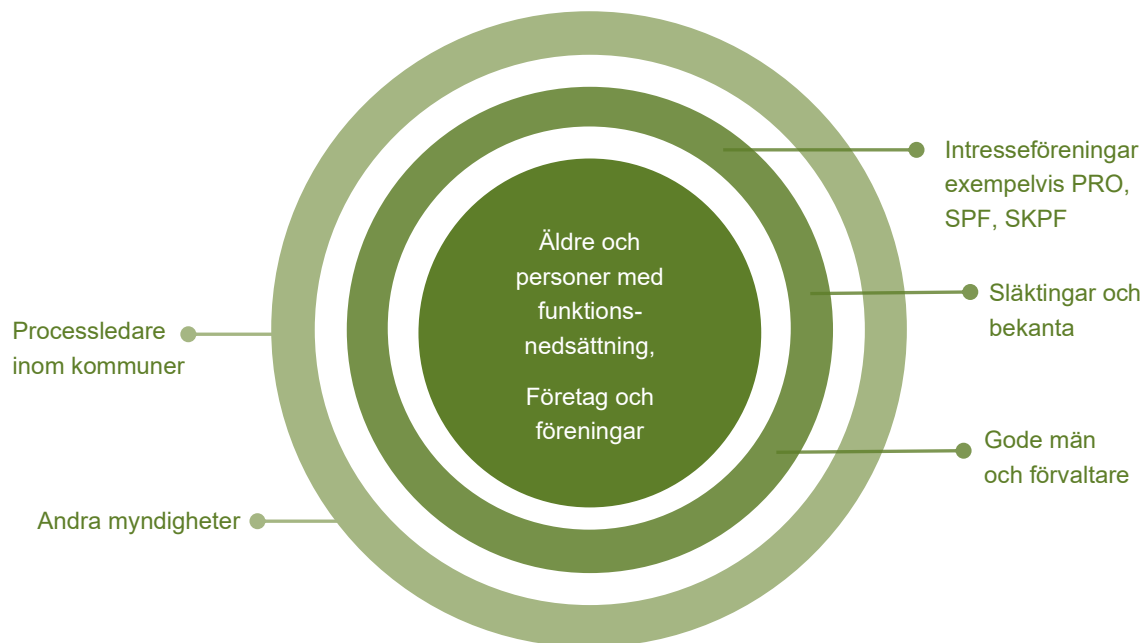 Intresseföreningar
exempelvis PRO,
SPF, SKPF
Äldre och
personer med
funktions-
nedsättning,
Företag och
föreningar
Släktingar och
bekanta
Processledare
inom kommuner
Gode män
och förvaltare
Andra myndigheter